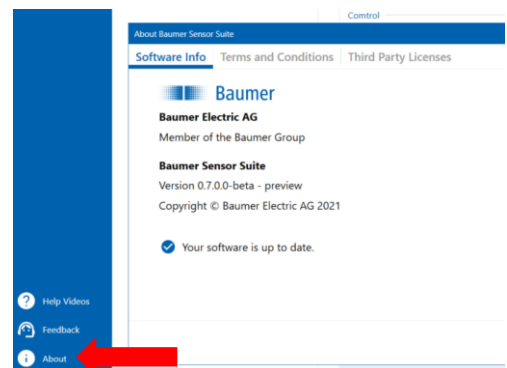 Comtrol
About Baumer Sensor Suite
Software Info Terms and Conditions Third Party Licenses
Baumer
Baumer Electric AG
Member of the Baumer Group
Baumer Sensor Suite
Version 0.7.0.0-beta - preview
Copyright © Baumer Electric AG 2021
Your software is up to date.
Help Videos
Feedback
About